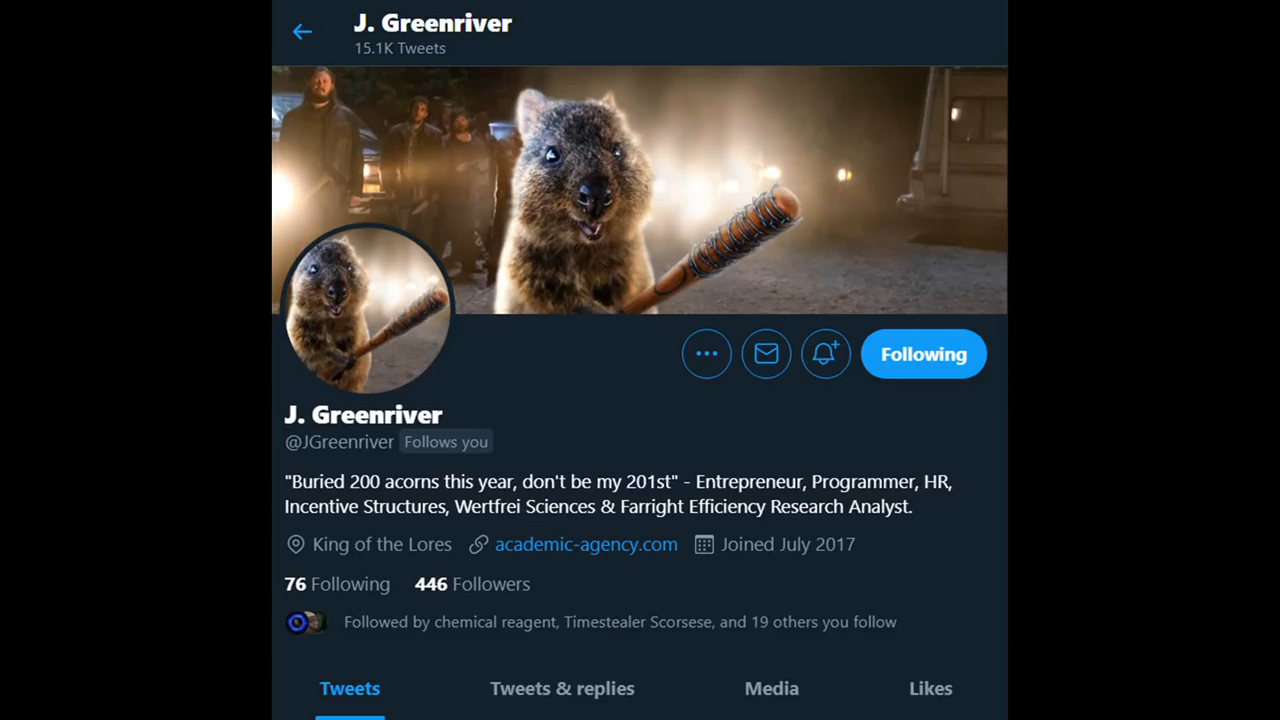 J. Greenriver
15.1K Tweets
Following
J. Greenriver
@JGreenriver Follows you
"Buried 200 acorns this year, don't be my 201st" - Entrepreneur, Programmer, HR,
Incentive Structures, Wertfrei Sciences & Farright Efficiency Research Analyst.
King of the Lores academic-agency.com Joined July 2017
76 Following 446 Followers
Followed by chemical reagent, Timestealer Scorsese, and 19 others you follow
Tweets Tweets & replies Media Likes